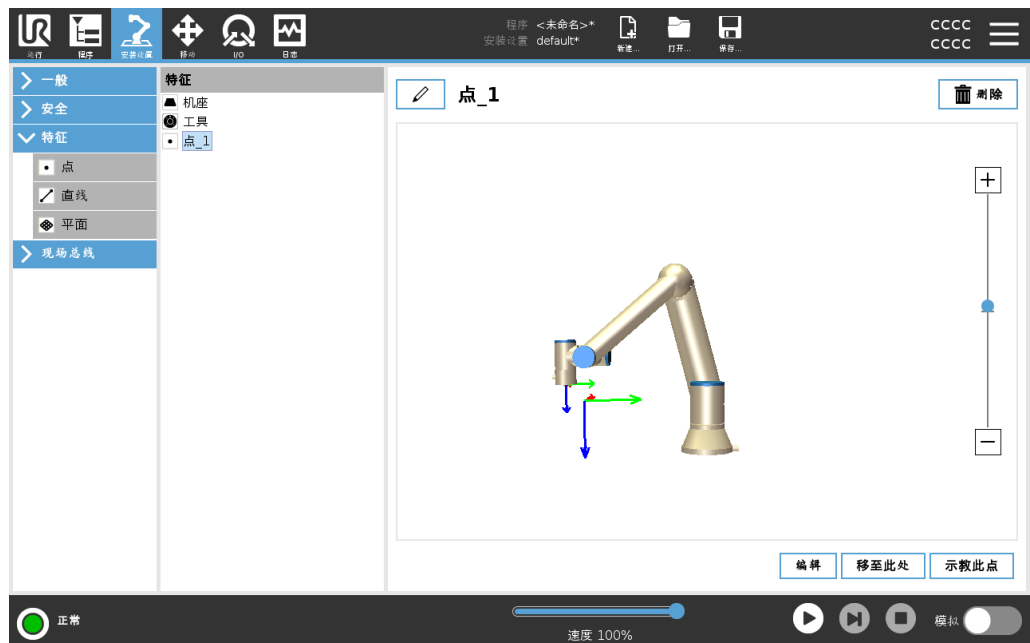 UR
运行
程序
安装设置
移动
I/O
日志
程序 <未命名>*
安装设置 default*
新建...
打开...
保存...
CCCC
CCCC
一般
安全
特征
点
直线
平面
现场总线
特征
机座
工具
点_1
点_1
删除
编辑
移至此处
示教此点
正常
速度 100%
模拟